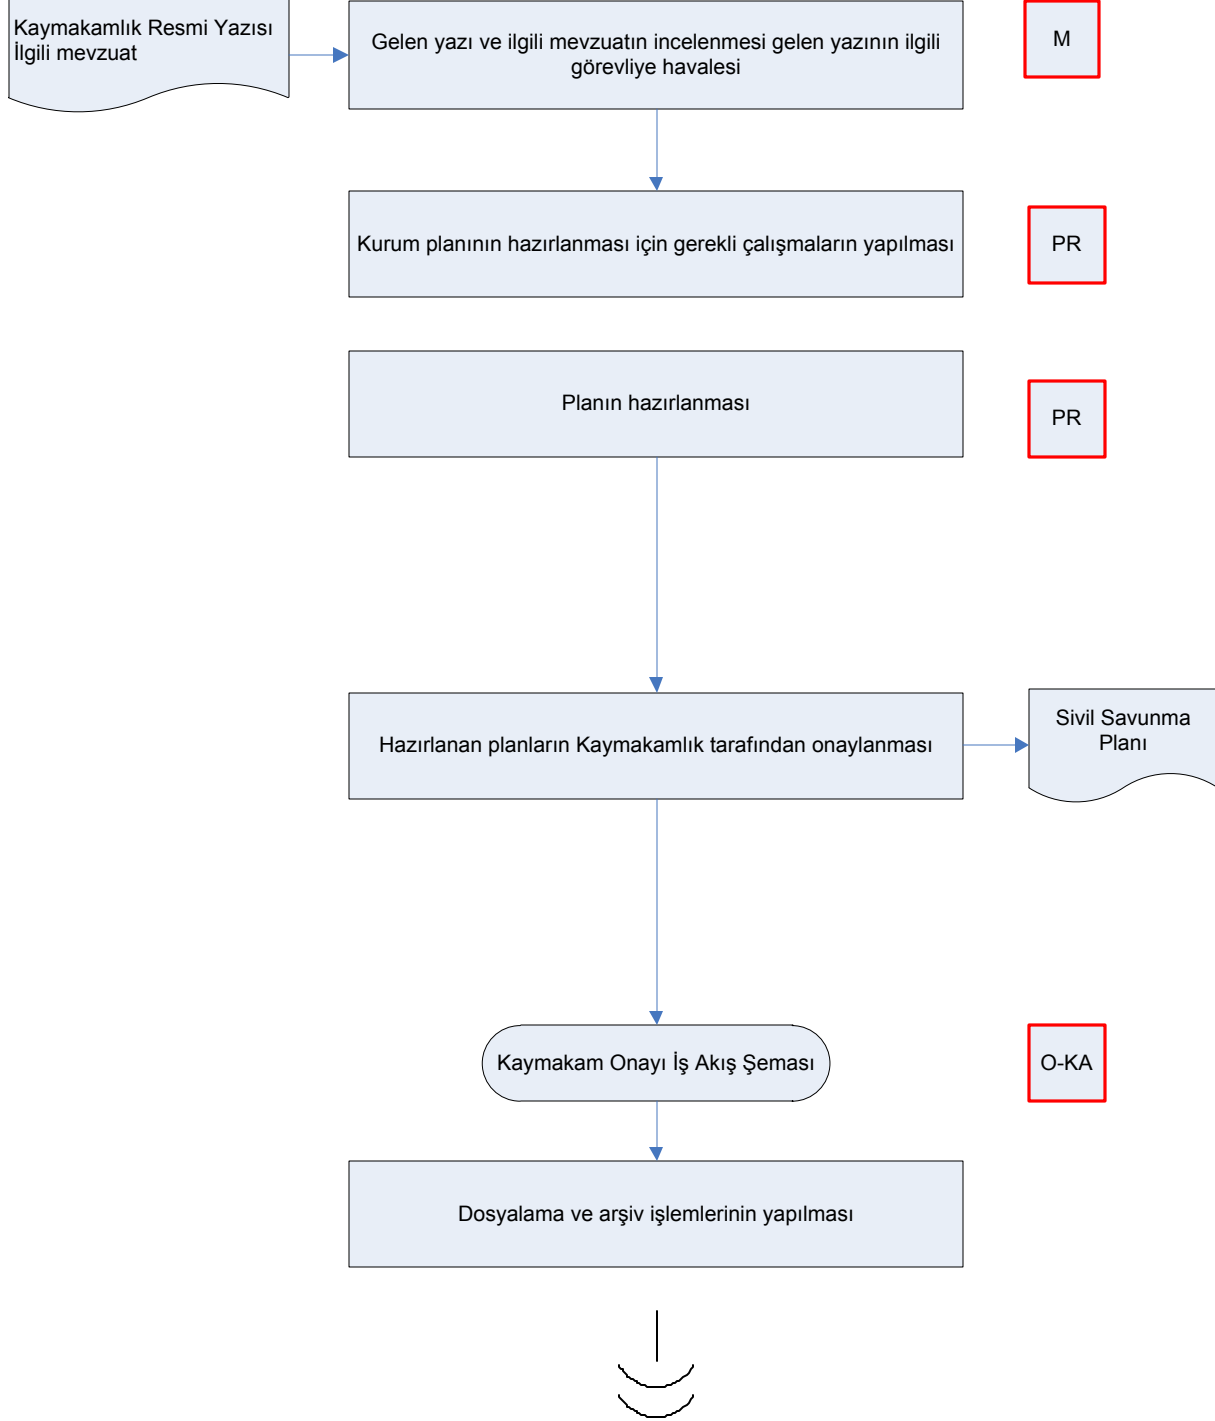 Kaymakamlık Resmi Yazısı
İlgili mevzuat
Gelen yazı ve ilgili mevzuatın incelenmesi gelen yazının ilgili
görevliye havalesi
M
Kurum planının hazırlanması için gerekli çalışmaların yapılması
PR
Planın hazırlanması
PR
Hazırlanan planların Kaymakamlık tarafından onaylanması
Sivil Savunma
Planı
Kaymakam Onayı İş Akış Şeması
O-KA
Dosyalama ve arşiv işlemlerinin yapılması